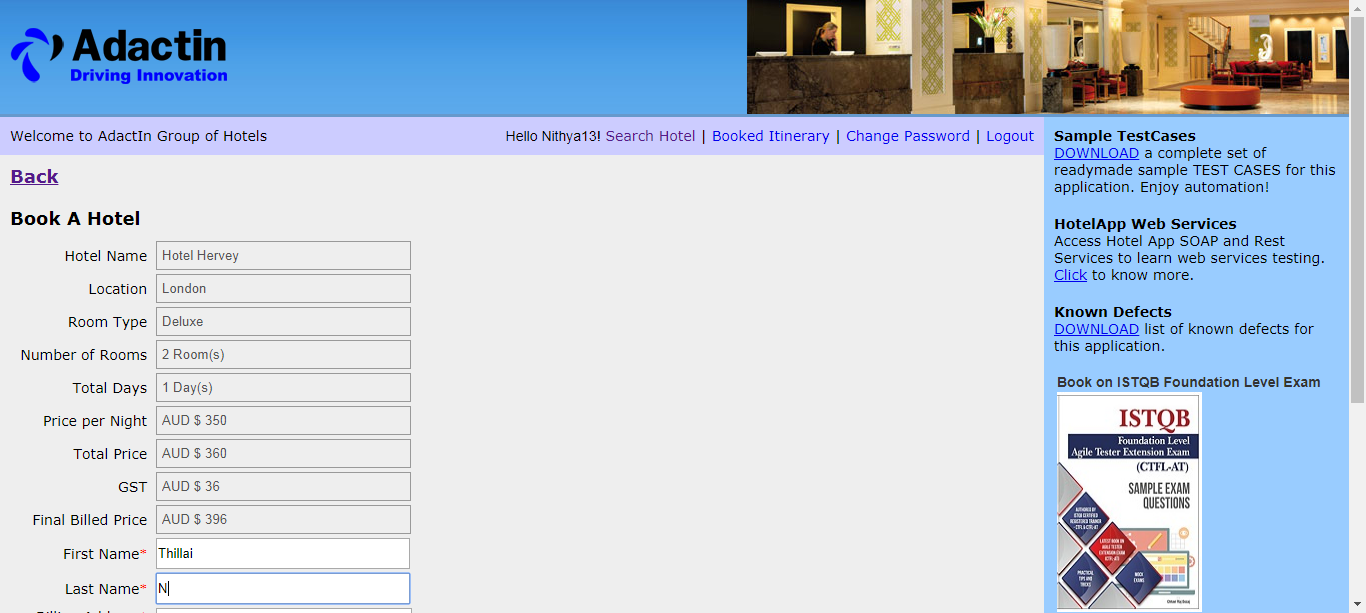 Adactin
Driving Innovation
Welcome to AdactIn Group of Hotels
Hello Nithya13! Search Hotel | Booked Itinerary | Change Password | Logout
Back
Book A Hotel
Hotel Name Hotel Hervey
Location London
Room Type Deluxe
Number of Rooms 2 Room(s)
Total Days 1 Day(s)
Price per Night AUD $ 350
Total Price AUD $ 360
GST AUD $ 36
Final Billed Price AUD $ 396
First Name* Thillai
Last Name* N
Sample TestCases
DOWNLOAD a complete set of
readymade sample TEST CASES for this
application. Enjoy automation!
HotelApp Web Services
Access Hotel App SOAP and Rest
Services to learn web services testing.
Click to know more.
Known Defects
DOWNLOAD list of known defects for
this application.
Book on ISTQB Foundation Level Exam
ISTQB
Foundation Level
Agile Tester Extension Exam
(CTFL-AT)
SAMPLE EXAM
QUESTIONS
PRACTICAL
TIPS AND
TRICKS
MOCK
EXAMS